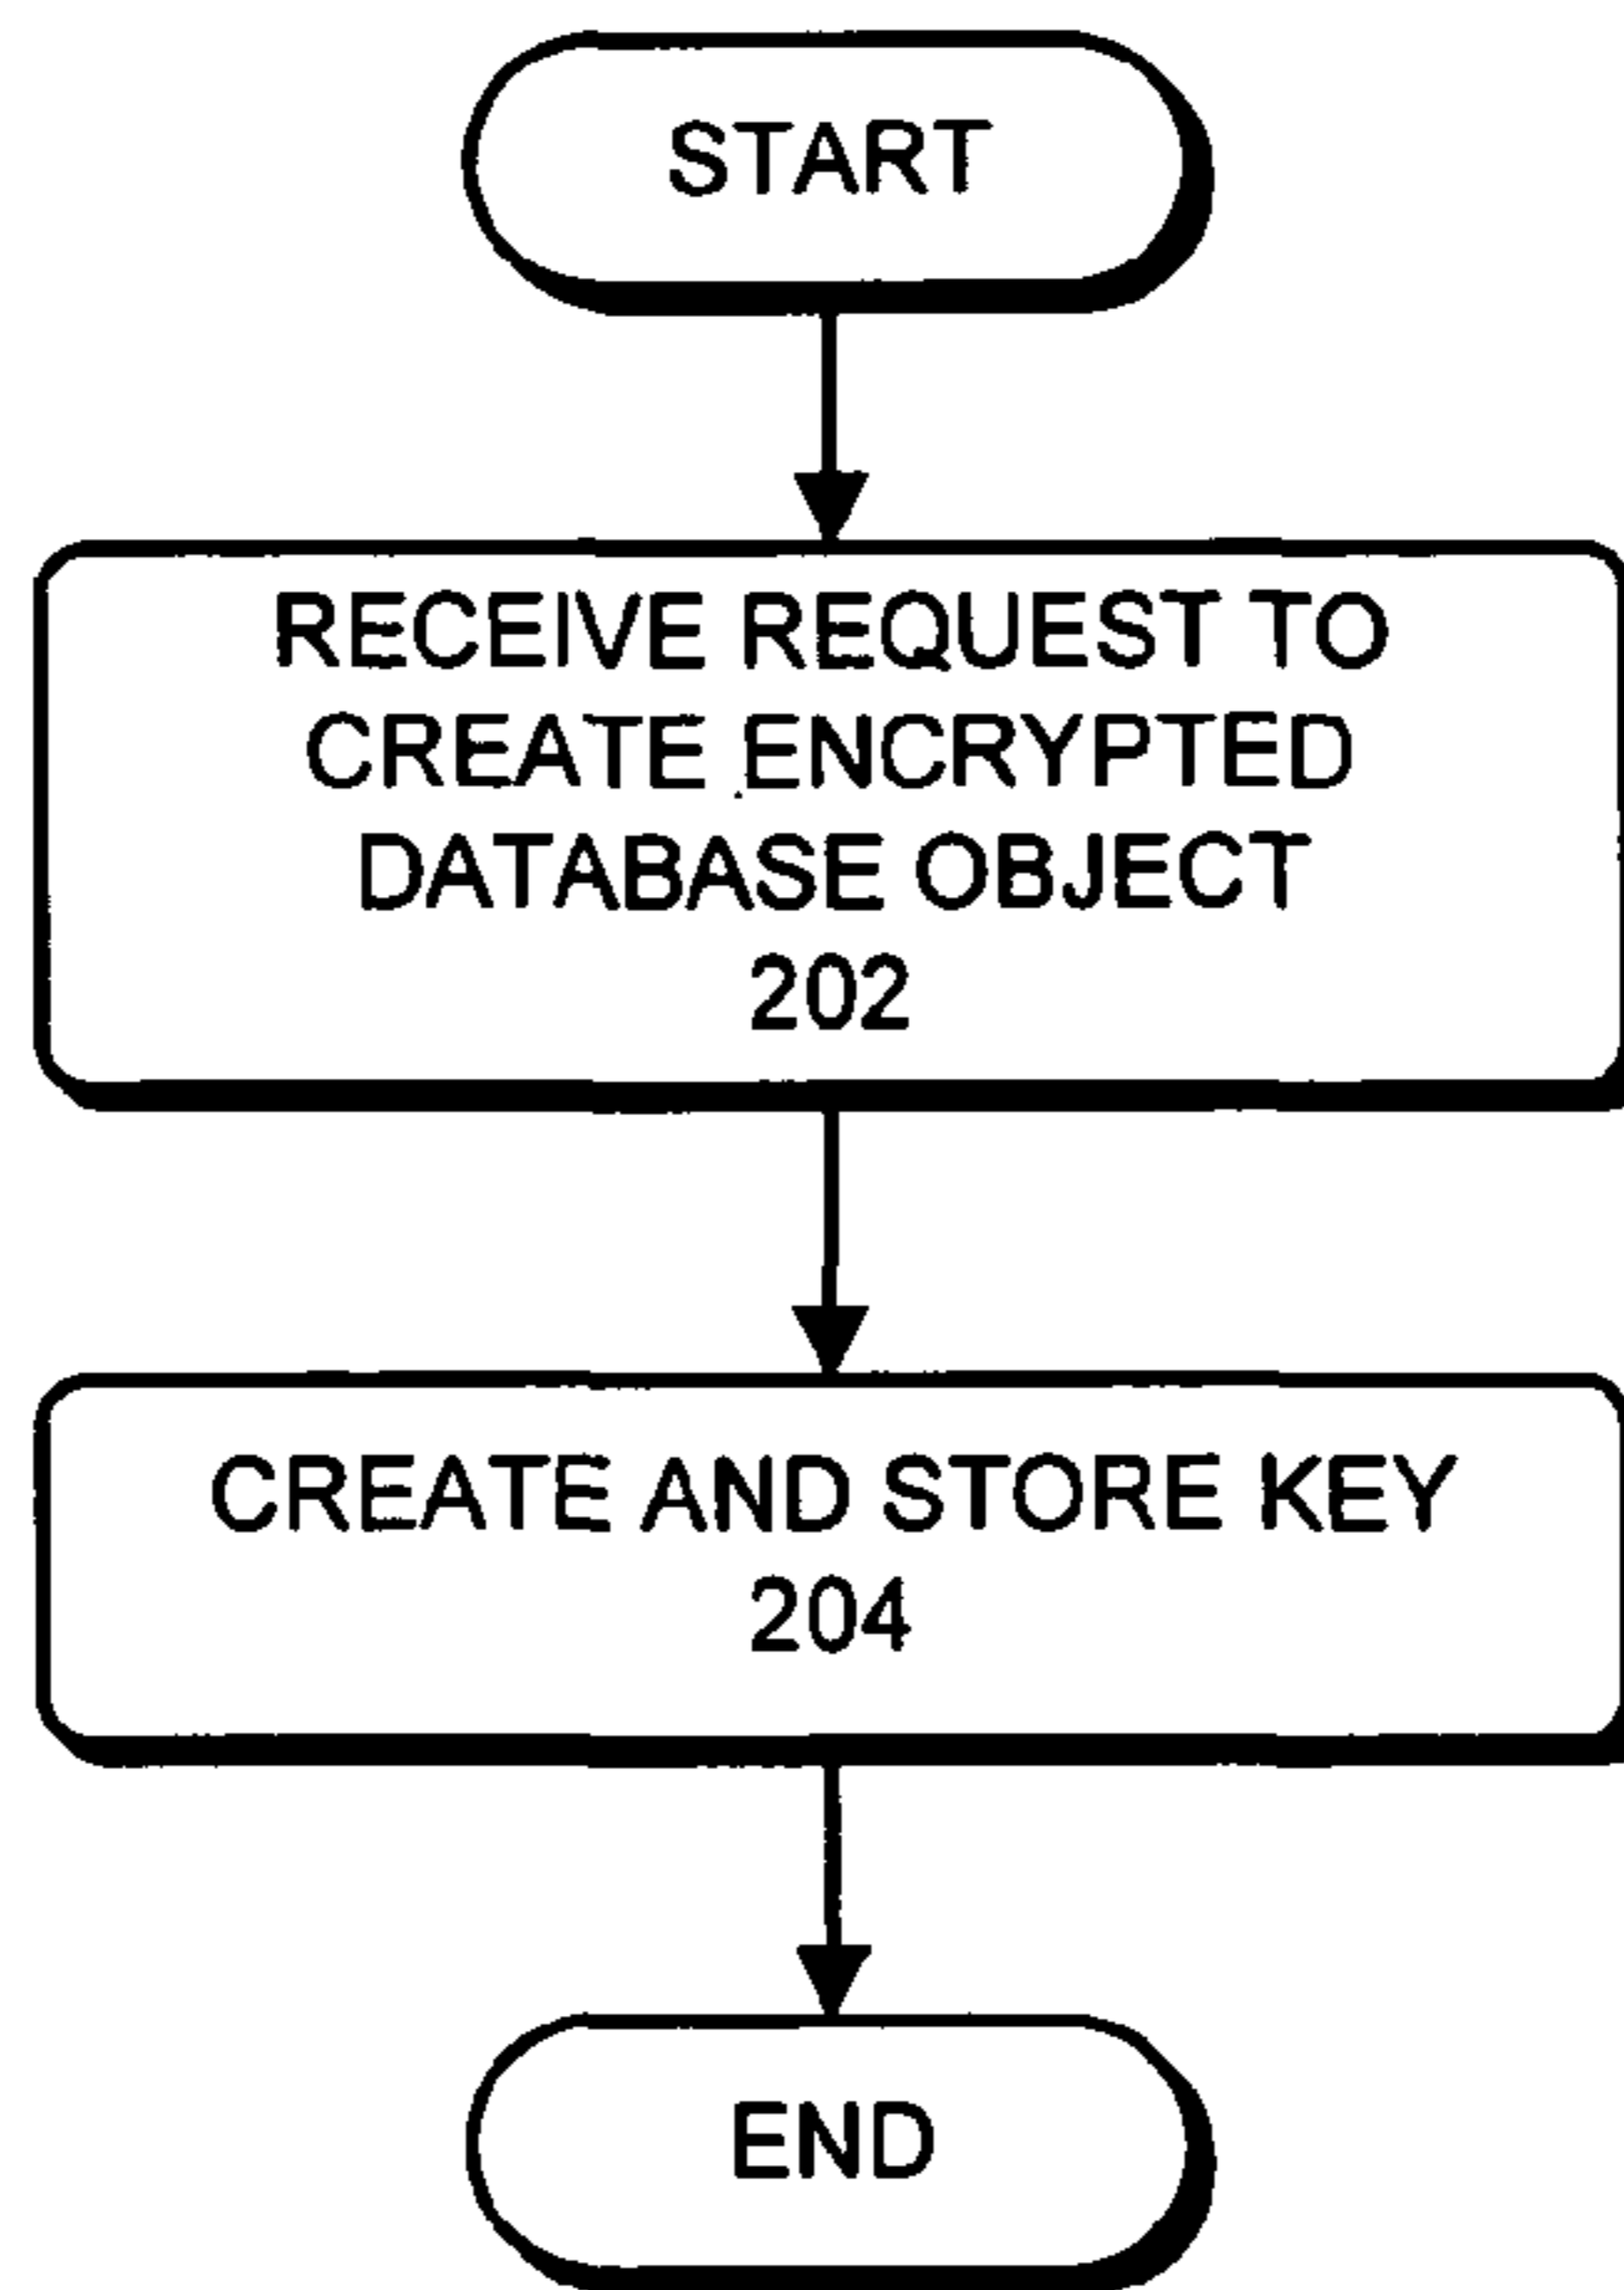 START
RECEIVE REQUEST TO
CREATE ENCRYPTED
DATABASE OBJECT
202
CREATE AND STORE KEY
204
END